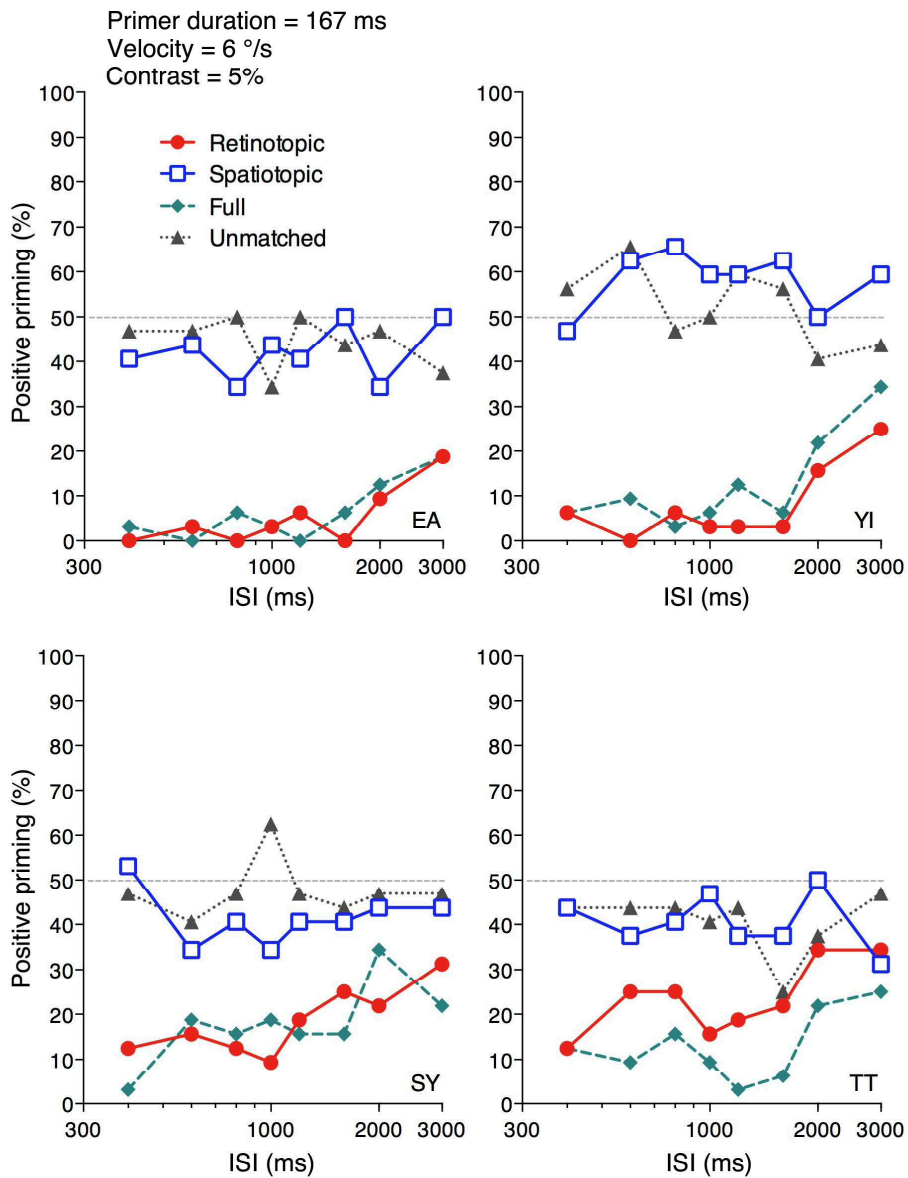 Primer duration = 167 ms
Velocity = 6 °/s
Contrast = 5%
Positive priming (%)
100
90
80
70
60
50
40
30
20
10
0
Retinotopic
Spatiotopic
Full
Unmatched
EA
300 1000 2000 3000
ISI (ms)
100
90
80
70
60
50
40
30
20
10
0
YI
300 1000 2000 3000
ISI (ms)
Positive priming (%)
100
90
80
70
60
50
40
30
20
10
0
SY
300 1000 2000 3000
ISI (ms)
100
90
80
70
60
50
40
30
20
10
0
TT
300 1000 2000 3000
ISI (ms)